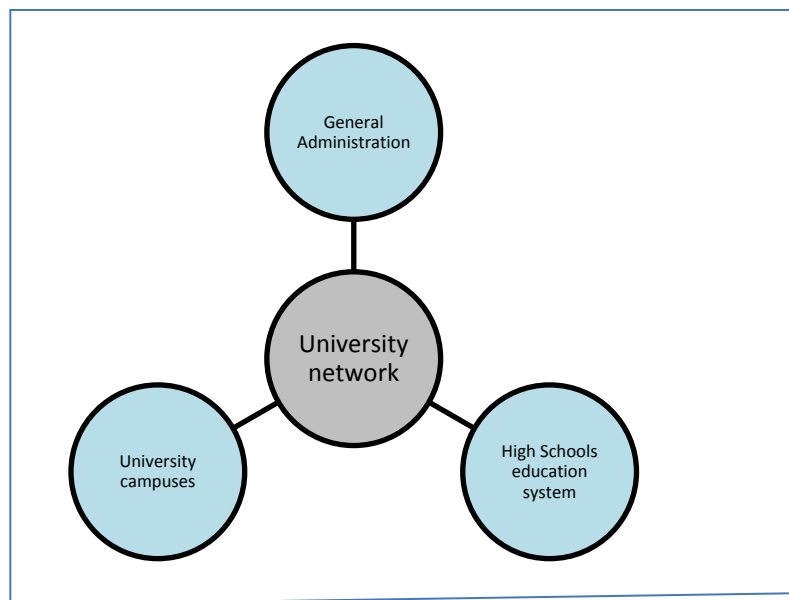 General
Administration
University
network
University
campuses
High Schools
education
system